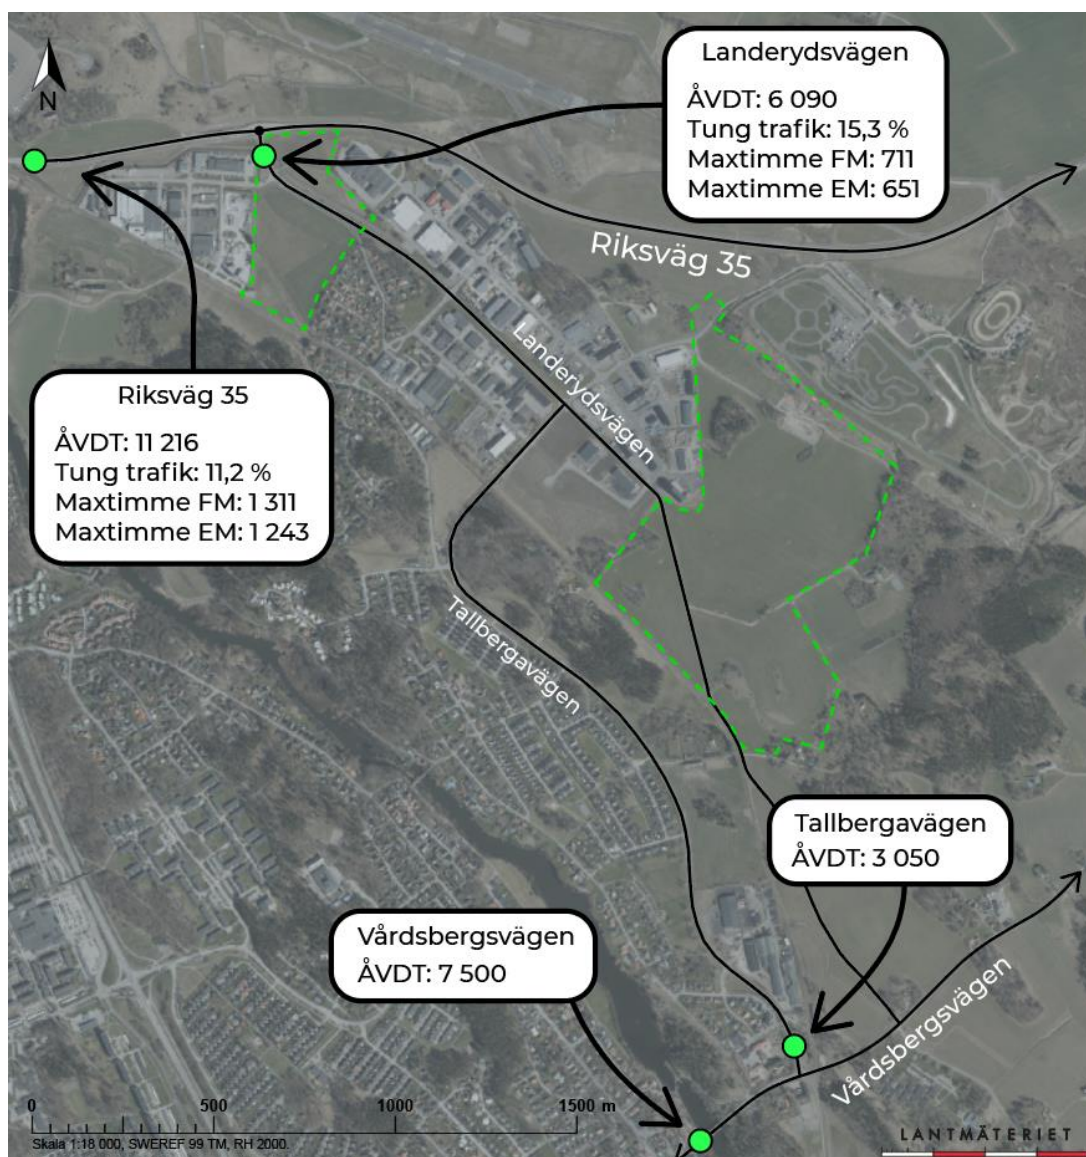 N
Landerydsvägen
ÅVDT: 6 090
Tung trafik: 15,3 %
Maxtimme FM: 711
Maxtimme EM: 651
Riksväg 35
Riksväg 35
ÅVDT: 11 216
Tung trafik: 11,2 %
Maxtimme FM: 1 311
Maxtimme EM: 1 243
Landerydsvägen
Tallbergavägen
Tallbergavägen
ÅVDT: 3 050
Vårdsbergsvägen
ÅVDT: 7 500
Vårdsbergsvägen
0 500 1000 1500 m
Skala 1:18 000, SWEREF 99 TM, RH 2000.
LANTMÄTERIET